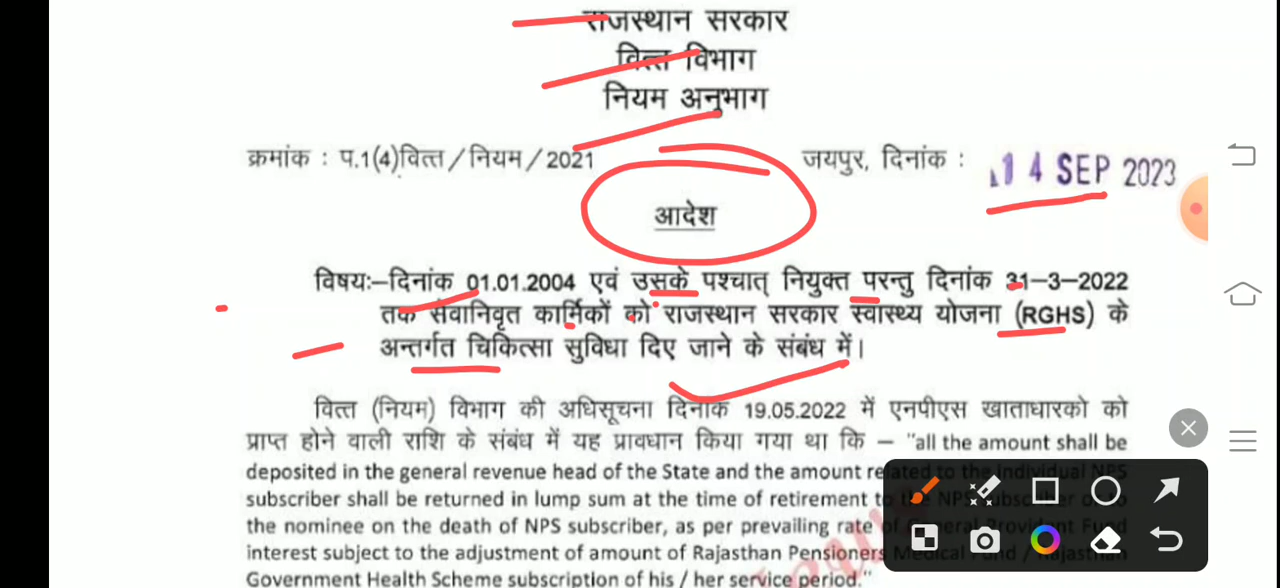 राजस्थान सरकार
वित्त विभाग
नियम अनुभाग
क्रमांक : प.1(4)वित्त/नियम/2021 जयपुर, दिनांक : 14 SEP 2023
आदेश
विषयः–दिनांक 01.01.2004 एवं उसके पश्चात् नियुक्त परन्तु दिनांक 31-3-2022
तक सेवानिवृत कार्मिकों को राजस्थान सरकार स्वास्थ्य योजना (RGHS) के
अन्तर्गत चिकित्सा सुविधा दिए जाने के संबंध में।
वित्त (नियम) विभाग की अधिसूचना दिनांक 19.05.2022 में एनपीएस खाताधारको को
प्राप्त होने वाली राशि के संबंध में यह प्रावधान किया गया था कि – "all the amount shall be
deposited in the general revenue head of the State and the amount related to the individual NPS
subscriber shall be returned in lump sum at the time of retirement to the NPS subscriber or to
the nominee on the death of NPS subscriber, as per prevailing rate of General Provident Fund
interest subject to the adjustment of amount of Rajasthan Pensioners Medical Fund / Rajasthan
Government Health Scheme subscription of his / her service period."